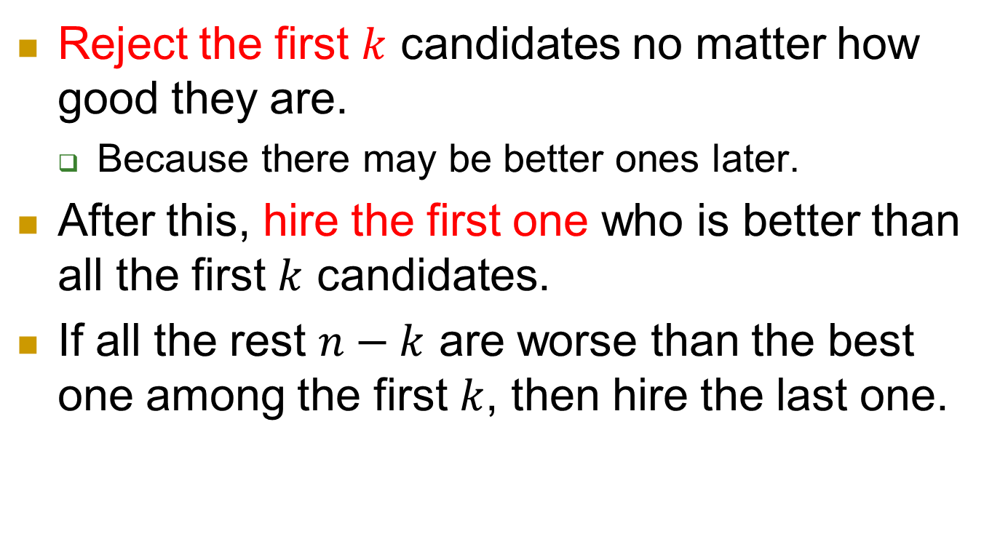 Reject the first k candidates no matter how
good they are.
Because there may be better ones later.
After this, hire the first one who is better than
all the first k candidates.
If all the rest n − k are worse than the best
one among the first k, then hire the last one.